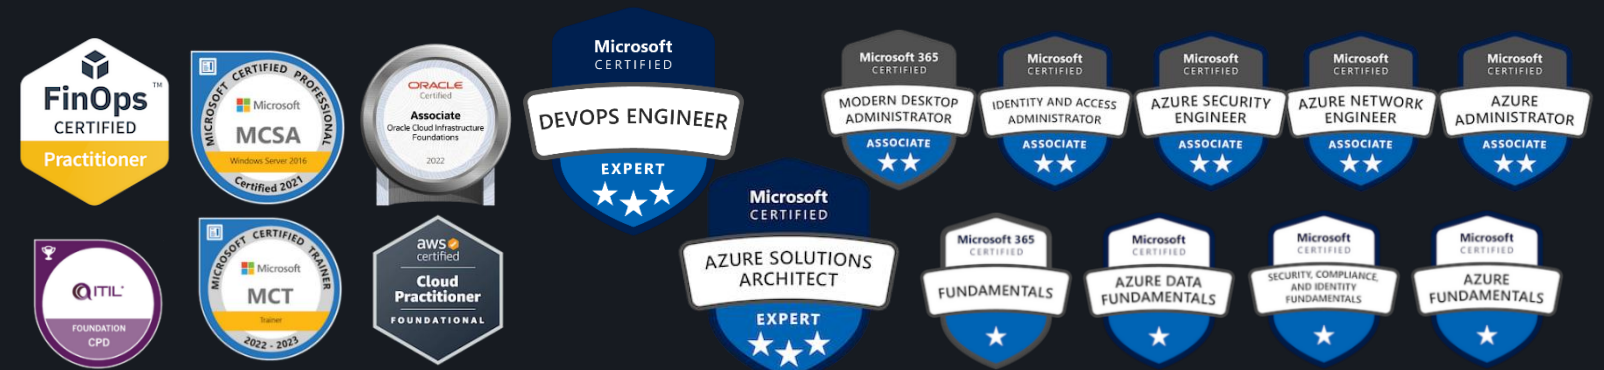 FinOps™
CERTIFIED
Practitioner
MICROSOFT CERTIFIED PROFESSIONAL
Microsoft
MCSA
Windows Server 2016
Certified 2021
ORACLE
Certified
Associate
Oracle Cloud Infrastructure
Foundations
2022
Microsoft
CERTIFIED
DEVOPS ENGINEER
EXPERT
Microsoft 365
CERTIFIED
MODERN DESKTOP
ADMINISTRATOR
ASSOCIATE
Microsoft
CERTIFIED
IDENTITY AND ACCESS
ADMINISTRATOR
ASSOCIATE
Microsoft
CERTIFIED
AZURE SECURITY
ENGINEER
ASSOCIATE
Microsoft
CERTIFIED
AZURE NETWORK
ENGINEER
ASSOCIATE
Microsoft
CERTIFIED
AZURE
ADMINISTRATOR
ASSOCIATE
ITIL®
FOUNDATION
CPD
MICROSOFT CERTIFIED TRAINER
Microsoft
MCT
Trainer
2022 - 2023
aws
certified
Cloud
Practitioner
FOUNDATIONAL
Microsoft
CERTIFIED
AZURE SOLUTIONS
ARCHITECT
EXPERT
Microsoft 365
CERTIFIED
FUNDAMENTALS
Microsoft
CERTIFIED
AZURE DATA
FUNDAMENTALS
Microsoft
CERTIFIED
SECURITY, COMPLIANCE,
AND IDENTITY
FUNDAMENTALS
Microsoft
CERTIFIED
AZURE
FUNDAMENTALS